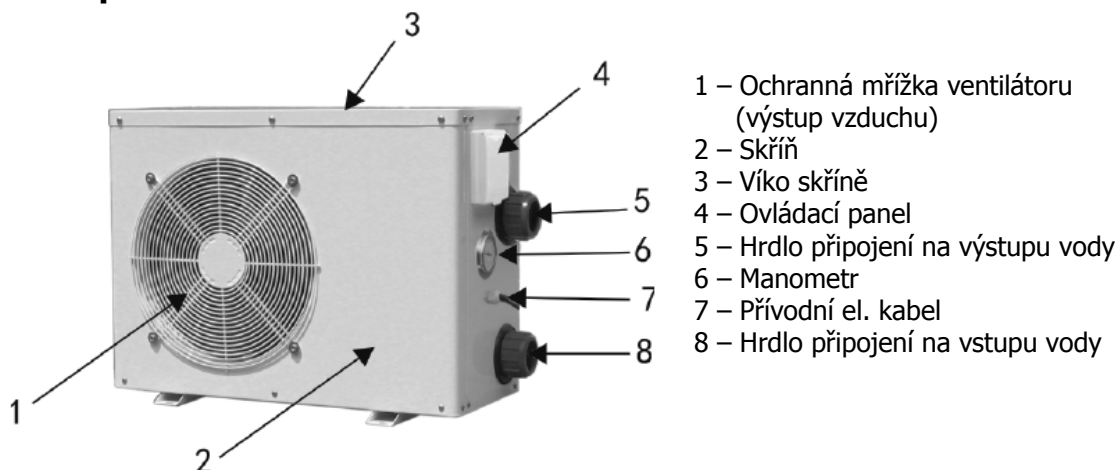 3
4
5
6
7
8
1
2
1 – Ochranná mřížka ventilátoru
(výstup vzduchu)
2 – Skříň
3 – Víko skříně
4 – Ovládací panel
5 – Hrdlo připojení na výstupu vody
6 – Manometr
7 – Přívodní el. kabel
8 – Hrdlo připojení na vstupu vody